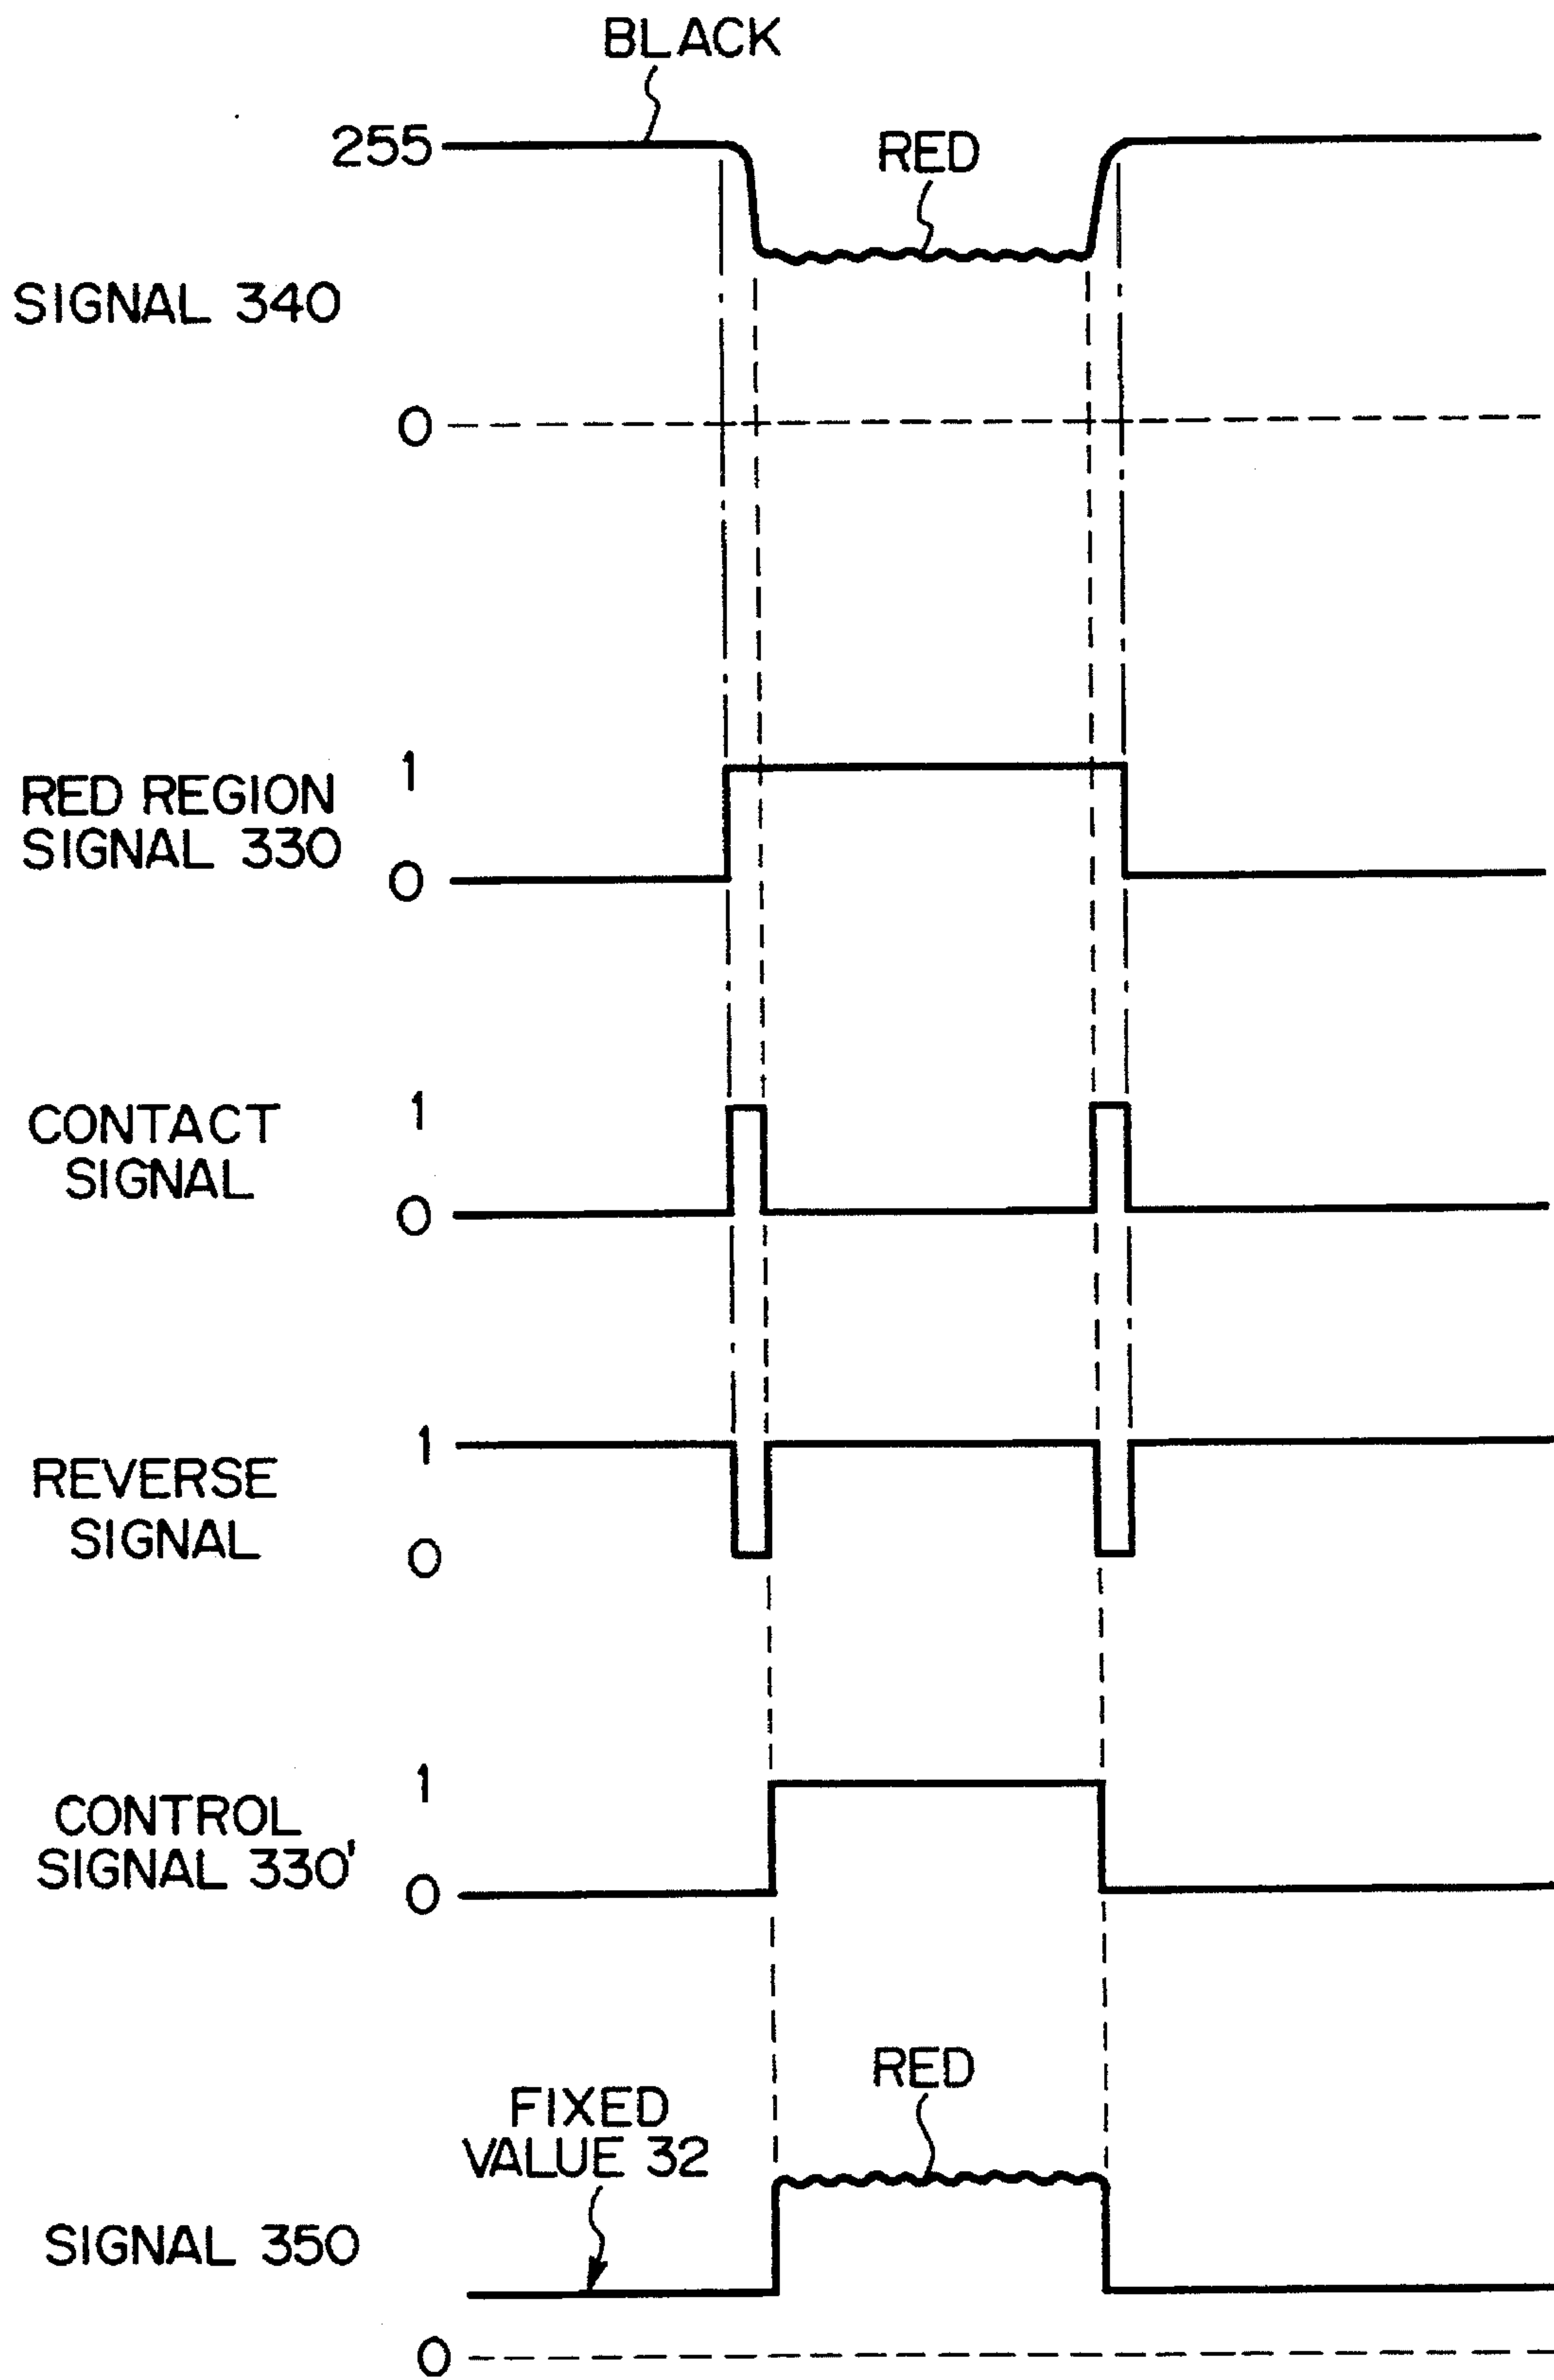 BLACK
255
RED
SIGNAL 340
0
1
RED REGION
SIGNAL 330
0
1
CONTACT
SIGNAL
0
1
REVERSE
SIGNAL
0
1
CONTROL
SIGNAL 330'
0
RED
FIXED
VALUE 32
SIGNAL 350
0